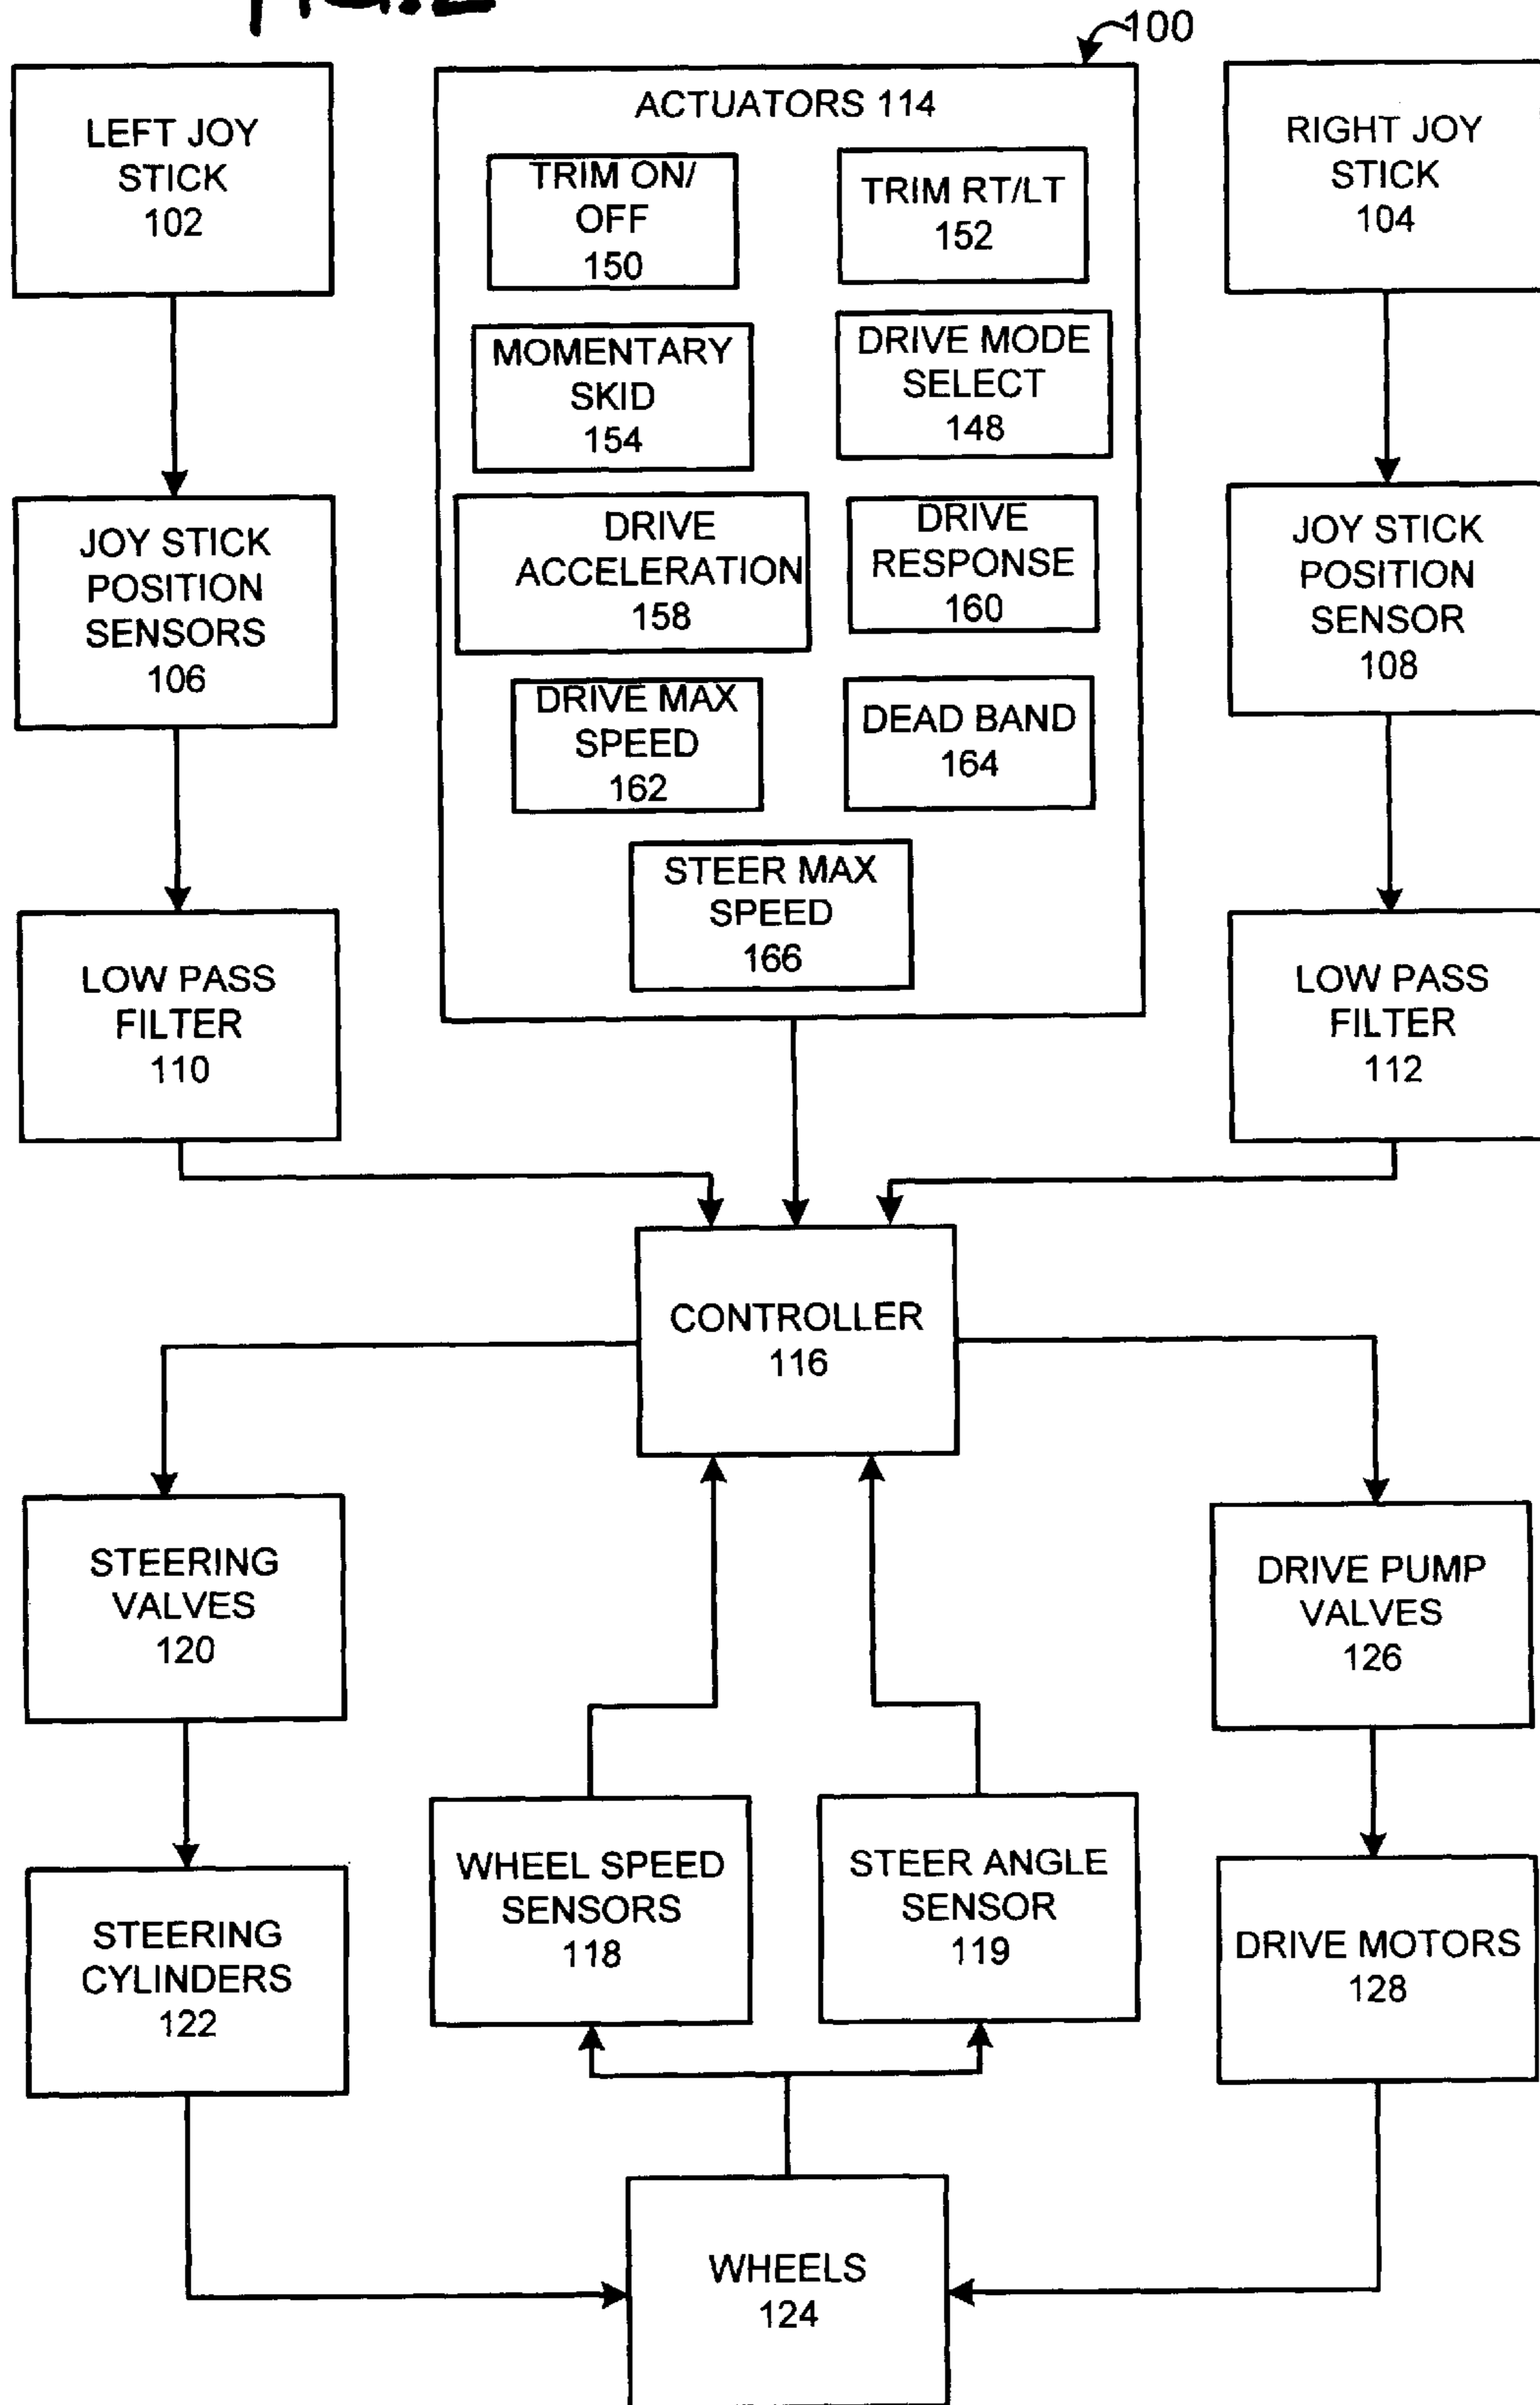 FIG.2
100
LEFT JOY
STICK
102
ACTUATORS 114
TRIM ON/
OFF
150
TRIM RT/LT
152
MOMENTARY
SKID
154
DRIVE MODE
SELECT
148
DRIVE
ACCELERATION
158
DRIVE
RESPONSE
160
DRIVE MAX
SPEED
162
DEAD BAND
164
STEER MAX
SPEED
166
RIGHT JOY
STICK
104
JOY STICK
POSITION
SENSORS
106
JOY STICK
POSITION
SENSOR
108
LOW PASS
FILTER
110
LOW PASS
FILTER
112
CONTROLLER
116
STEERING
VALVES
120
DRIVE PUMP
VALVES
126
STEERING
CYLINDERS
122
WHEEL SPEED
SENSORS
118
STEER ANGLE
SENSOR
119
DRIVE MOTORS
128
WHEELS
124